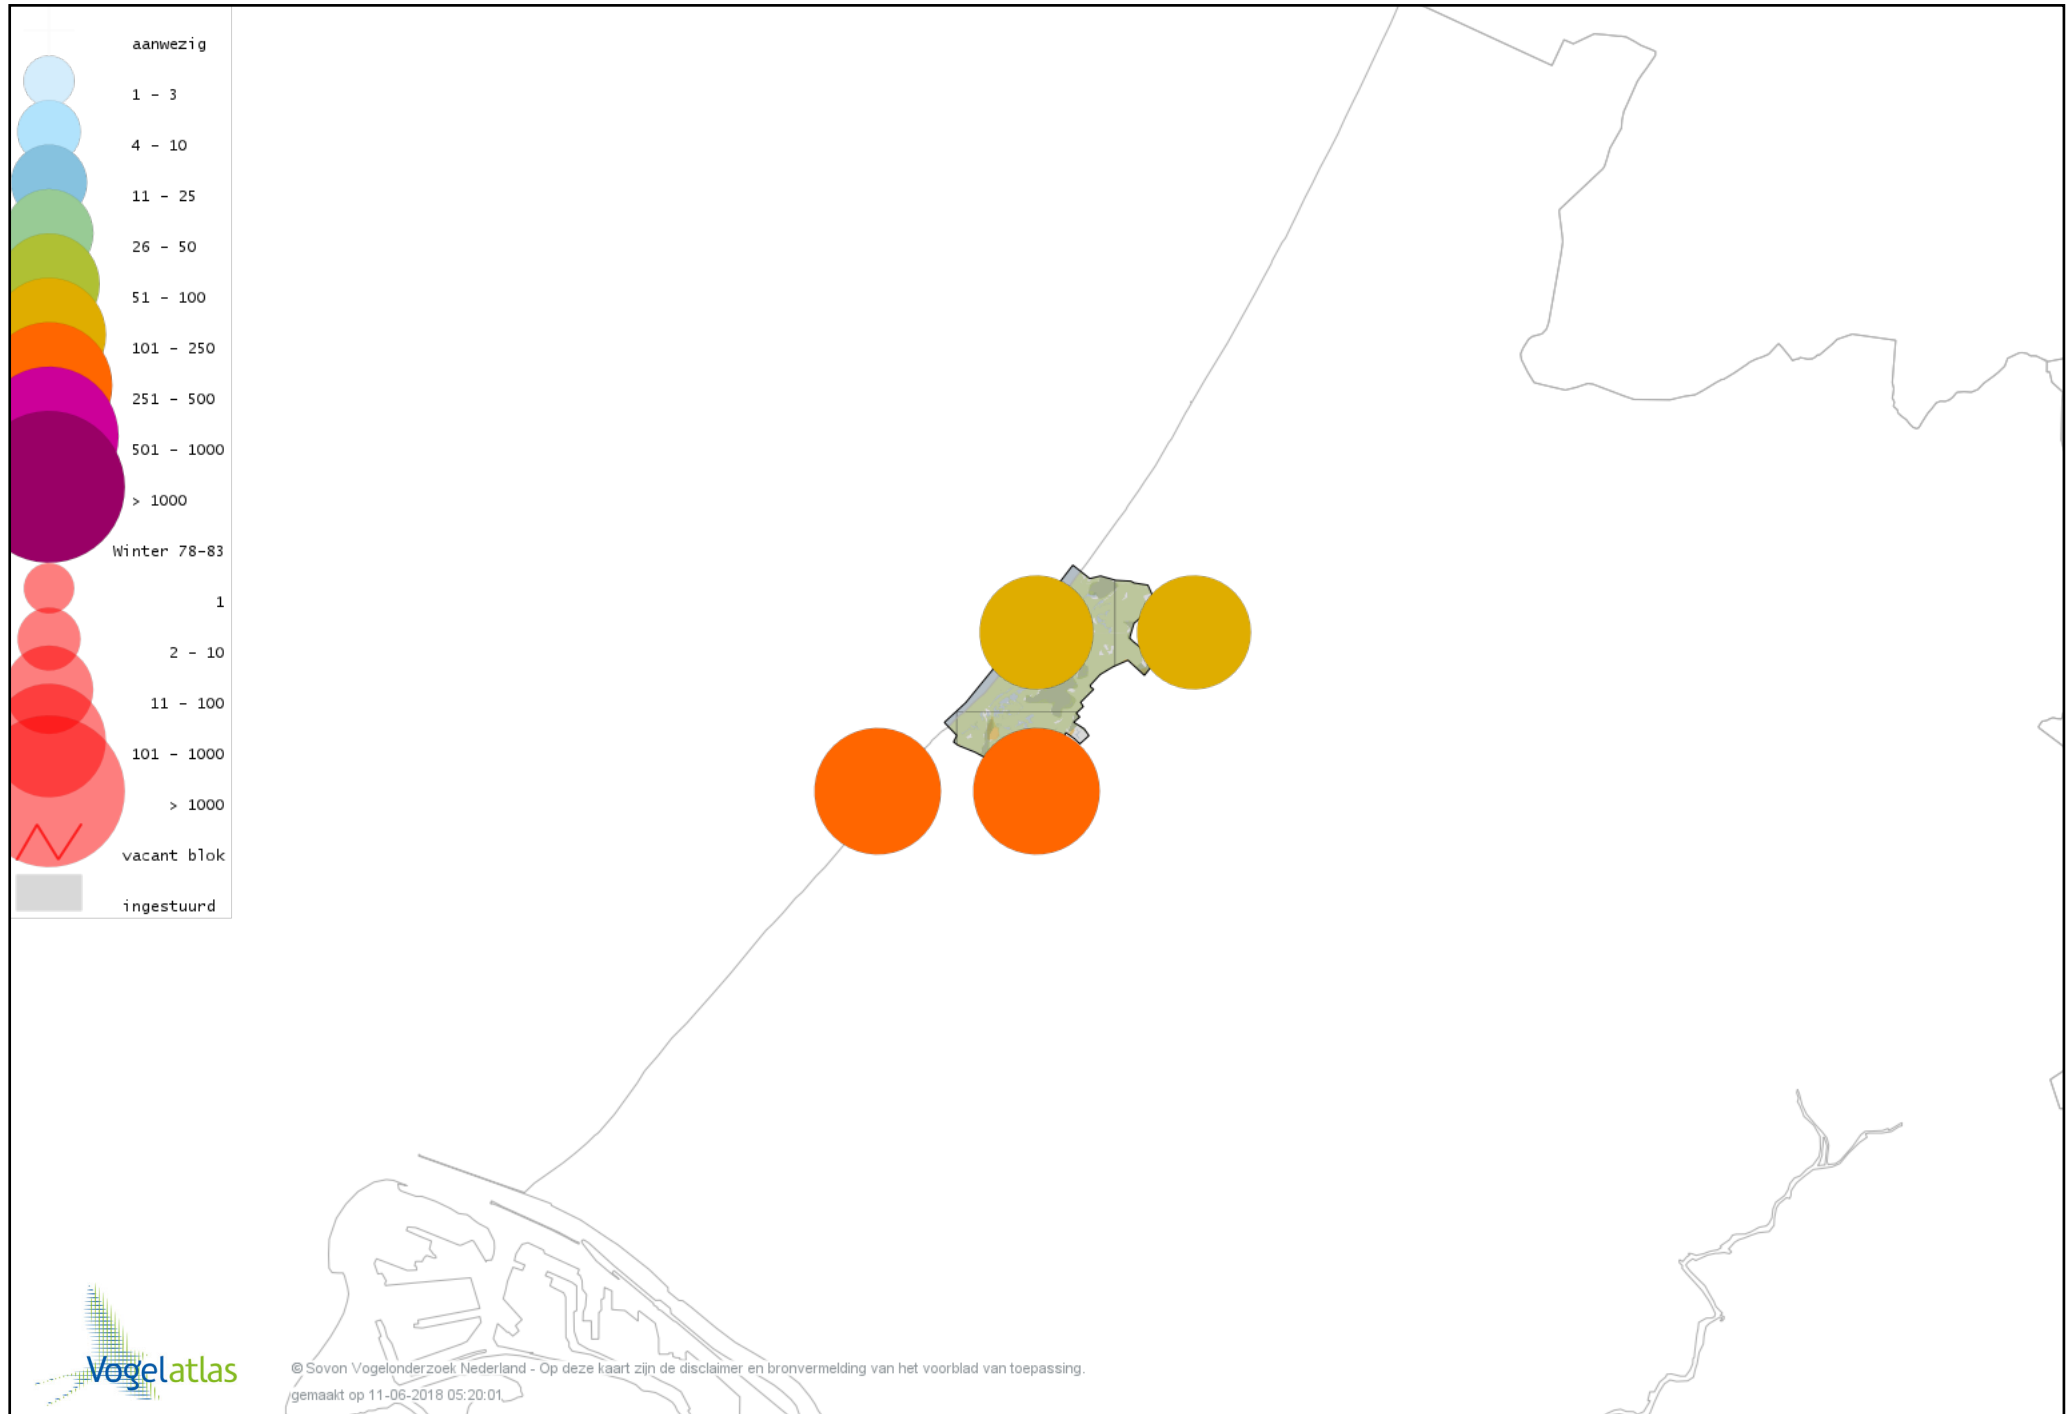 aanwezig
1 - 3
4 - 10
11 - 25
26 - 50
51 - 100
101 - 250
251 - 500
501 - 1000
> 1000
Winter 78-83
1
2 - 10
11 - 100
101 - 1000
> 1000
vacant blok
ingestuurd
Vogelatlas
© Sovon Vogelonderzoek Nederland - Op deze kaart zijn de disclaimer en bronvermelding van het voorblad van toepassing.
gemaakt op 11-06-2018 05:20:01